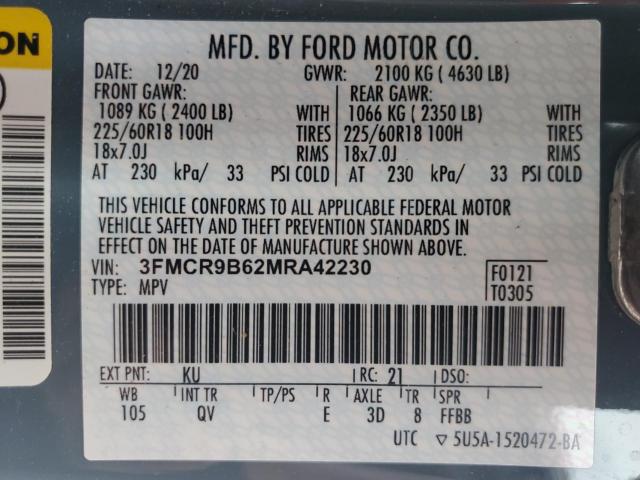 ON
MFD. BY FORD MOTOR CO.
DATE: 12/20 GVWR: 2100 KG ( 4630 LB)
FRONT GAWR: REAR GAWR:
1089 KG ( 2400 LB) WITH 1066 KG ( 2350 LB) WITH
225/60R18 100H TIRES 225/60R18 100H TIRES
18x7.0J RIMS 18x7.0J RIMS
AT 230 kPa/ 33 PSI COLD AT 230 kPa/ 33 PSI COLD
THIS VEHICLE CONFORMS TO ALL APPLICABLE FEDERAL MOTOR
VEHICLE SAFETY AND THEFT PREVENTION STANDARDS IN
EFFECT ON THE DATE OF MANUFACTURE SHOWN ABOVE.
VIN: 3FMCR9B62MRA42230 F0121
TYPE: MPV T0305
EXT PNT: KU RC: 21 DSO:
WB INT TR TP/PS R AXLE TR SPR
105 QV E 3D 8 FFBB
UTC ▽ 5U5A-1520472-BA